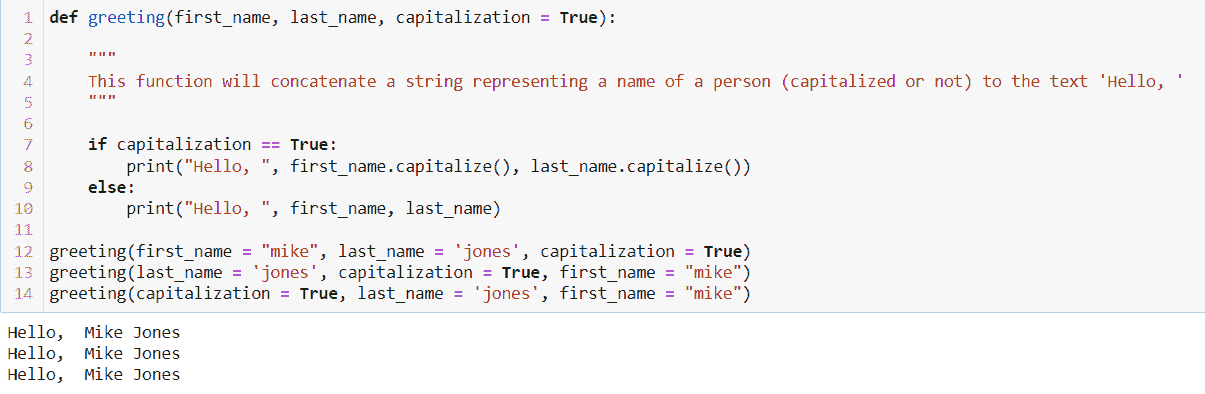 1 def greeting(first_name, last_name, capitalization = True):
2
3     """
4     This function will concatenate a string representing a name of a person (capitalized or not) to the text 'Hello, '
5     """
6
7     if capitalization == True:
8         print("Hello, ", first_name.capitalize(), last_name.capitalize())
9     else:
10         print("Hello, ", first_name, last_name)
11
12 greeting(first_name = "mike", last_name = 'jones', capitalization = True)
13 greeting(last_name = 'jones', capitalization = True, first_name = "mike")
14 greeting(capitalization = True, last_name = 'jones', first_name = "mike")
Hello,  Mike Jones
Hello,  Mike Jones
Hello,  Mike Jones